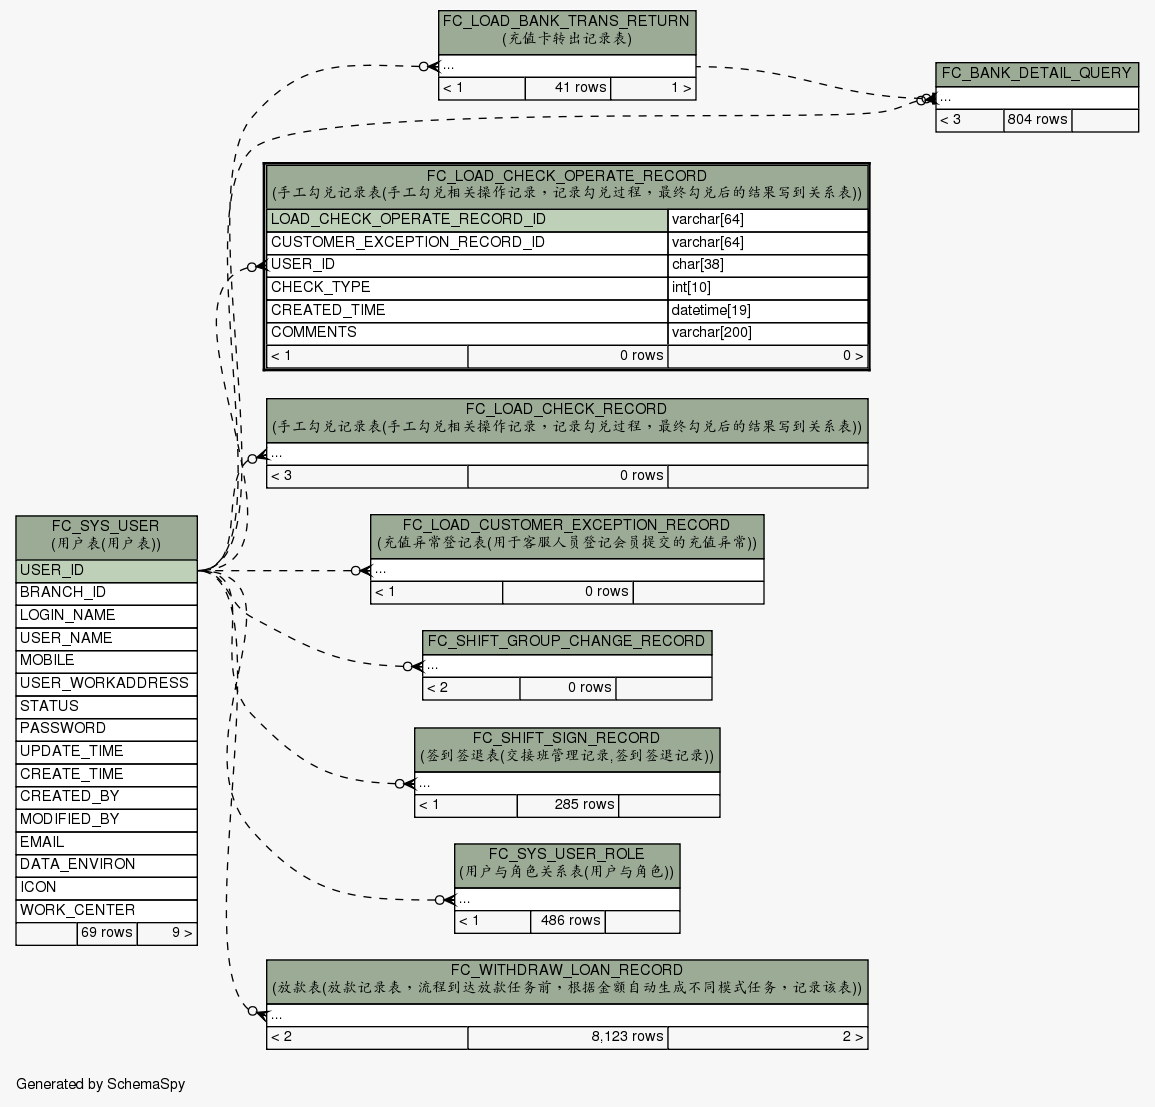 FC_LOAD_BANK_TRANS_RETURN
(充值卡转出记录表)
...
< 1 41 rows 1 >
FC_BANK_DETAIL_QUERY
...
< 3 804 rows
FC_LOAD_CHECK_OPERATE_RECORD
(手工勾兑记录表(手工勾兑相关操作记录，记录勾兑过程，最终勾兑后的结果写到关系表))
LOAD_CHECK_OPERATE_RECORD_ID varchar[64]
CUSTOMER_EXCEPTION_RECORD_ID varchar[64]
USER_ID char[38]
CHECK_TYPE int[10]
CREATED_TIME datetime[19]
COMMENTS varchar[200]
< 1 0 rows 0 >
FC_LOAD_CHECK_RECORD
(手工勾兑记录表(手工勾兑相关操作记录，记录勾兑过程，最终勾兑后的结果写到关系表))
...
< 3 0 rows
FC_SYS_USER
(用户表(用户表))
USER_ID
BRANCH_ID
LOGIN_NAME
USER_NAME
MOBILE
USER_WORKADDRESS
STATUS
PASSWORD
UPDATE_TIME
CREATE_TIME
CREATED_BY
MODIFIED_BY
EMAIL
DATA_ENVIRON
ICON
WORK_CENTER
69 rows 9 >
FC_LOAD_CUSTOMER_EXCEPTION_RECORD
(充值异常登记表(用于客服人员登记会员提交的充值异常))
...
< 1 0 rows
FC_SHIFT_GROUP_CHANGE_RECORD
...
< 2 0 rows
FC_SHIFT_SIGN_RECORD
(签到签退表(交接班管理记录,签到签退记录))
...
< 1 285 rows
FC_SYS_USER_ROLE
(用户与角色关系表(用户与角色))
...
< 1 486 rows
FC_WITHDRAW_LOAN_RECORD
(放款表(放款记录表，流程到达放款任务前，根据金额自动生成不同模式任务，记录该表))
...
< 2 8,123 rows 2 >
Generated by SchemaSpy